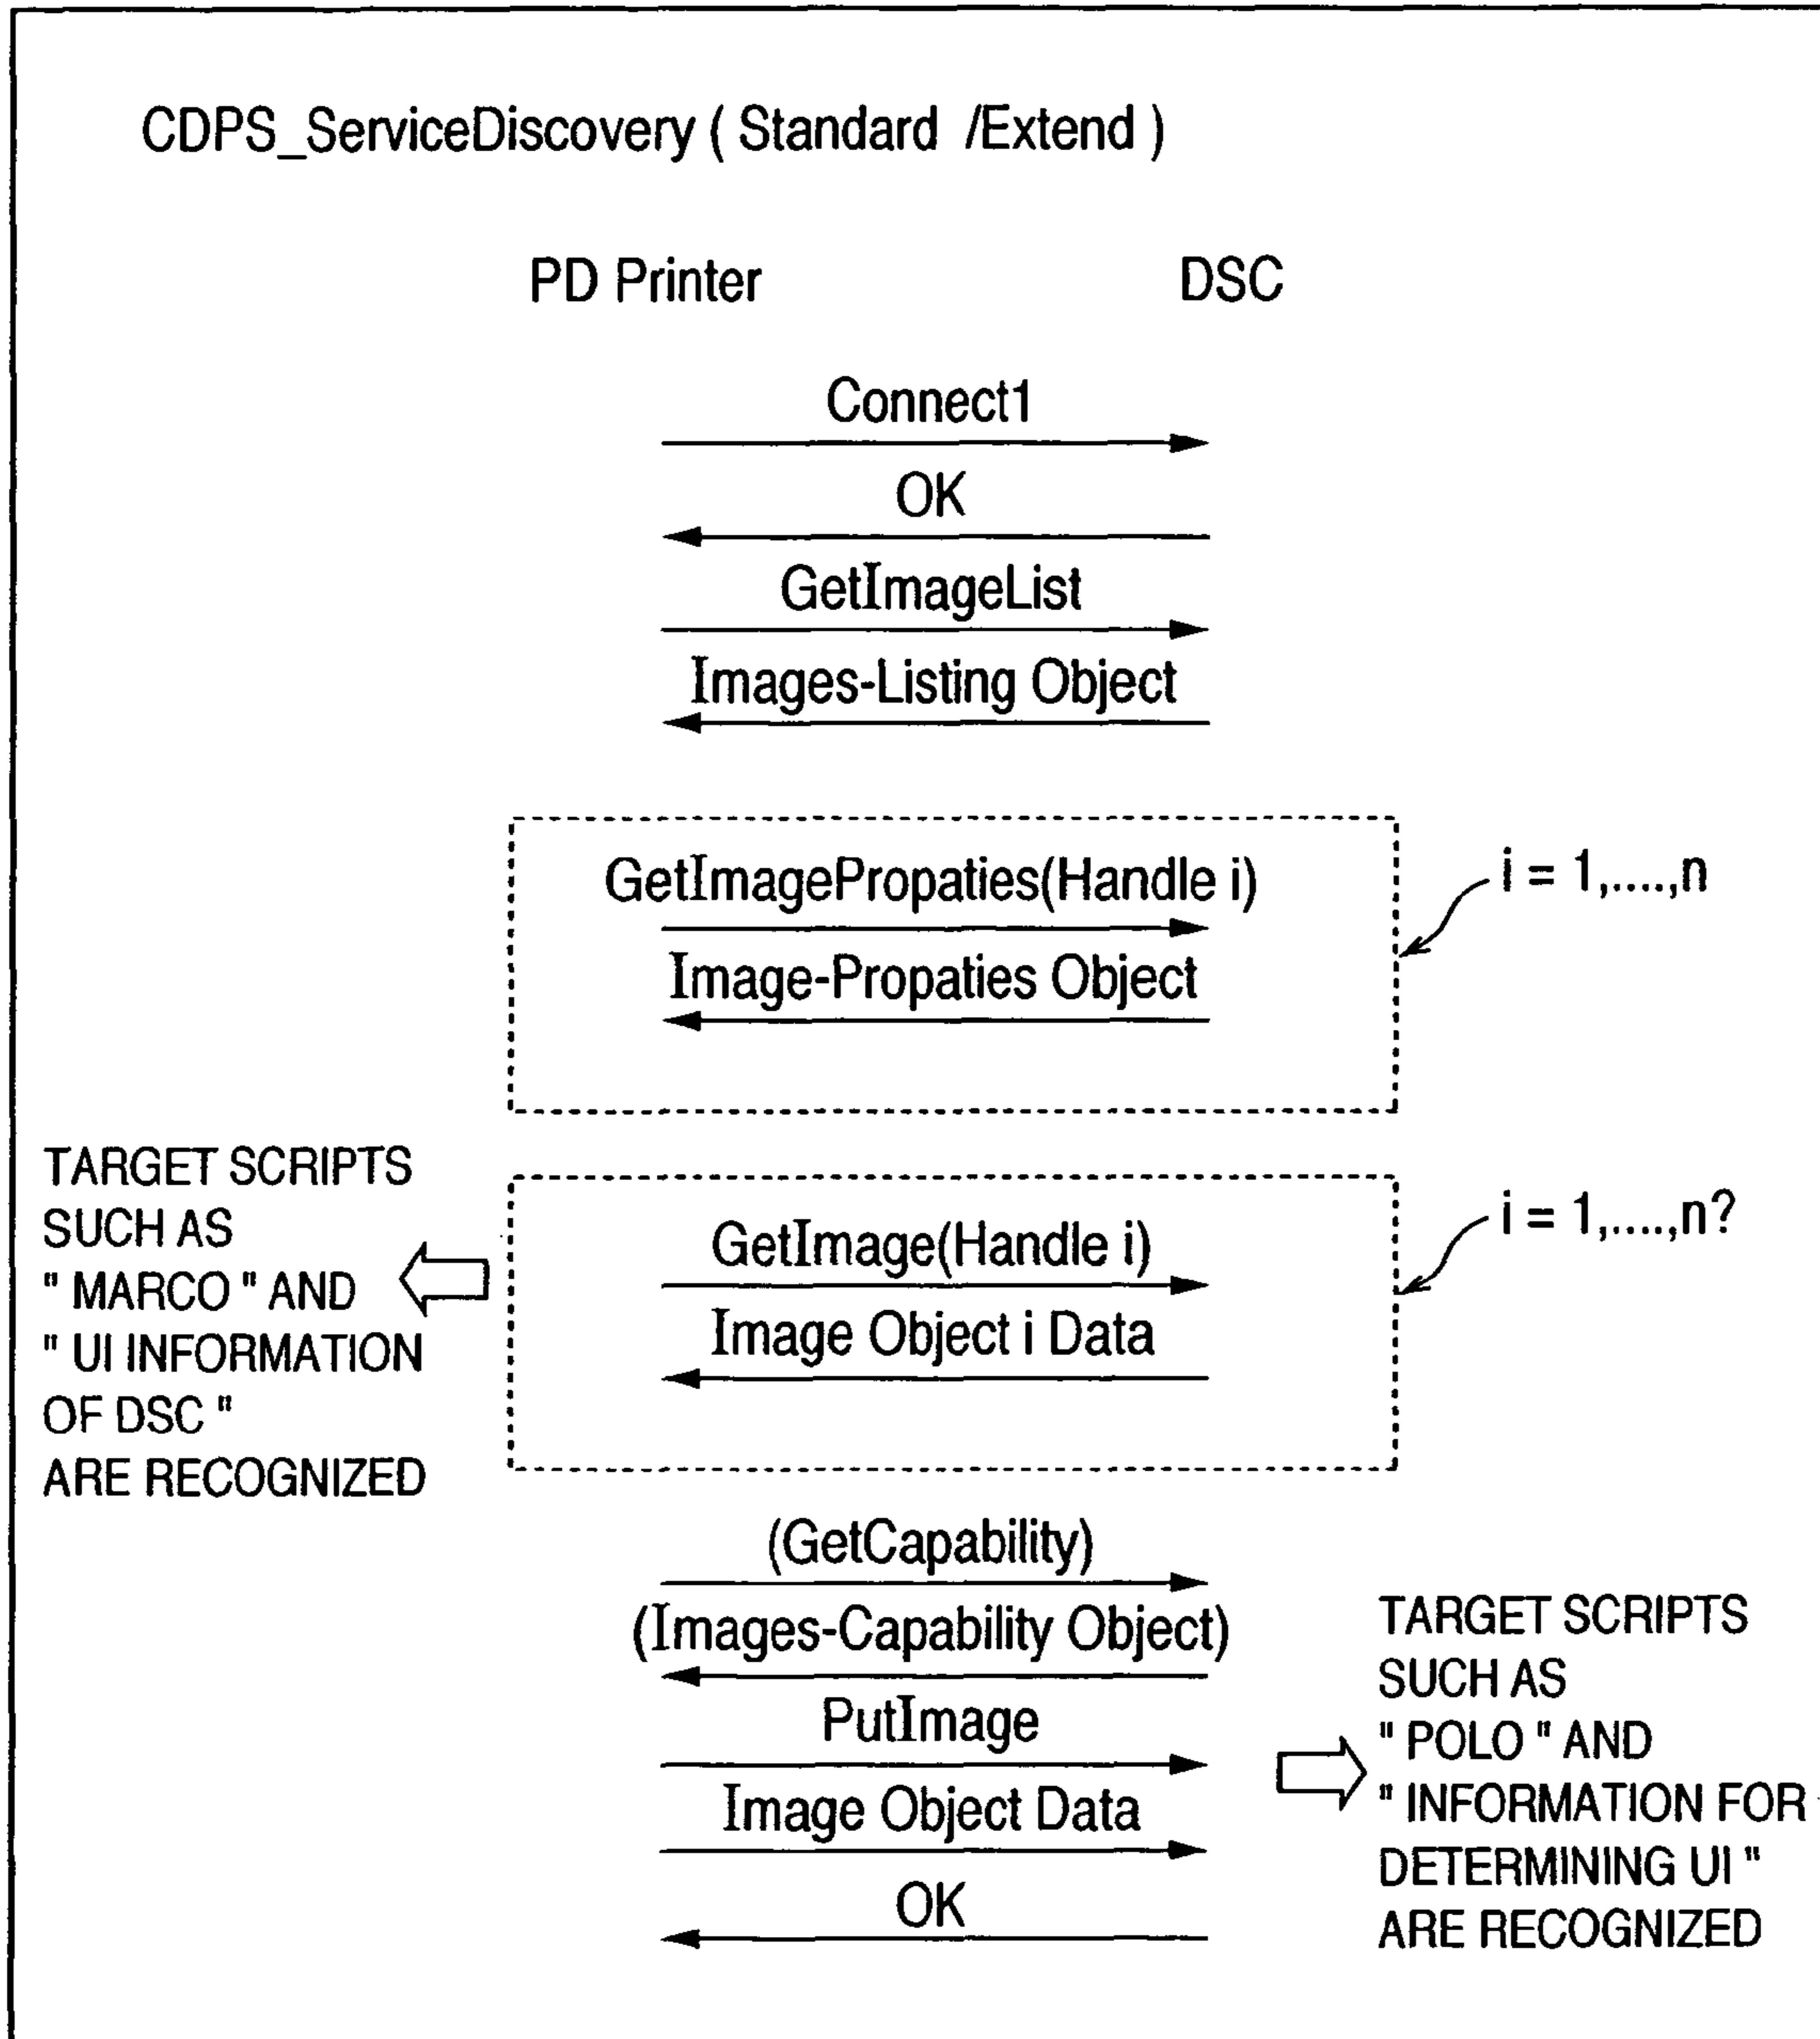 CDPS_ServiceDiscovery ( Standard /Extend )
PD Printer
DSC
Connect1
OK
GetImageList
Images-Listing Object
GetImagePropaties(Handle i)
i = 1,....,n
Image-Propaties Object
TARGET SCRIPTS
SUCH AS
" MARCO " AND
" UI INFORMATION
OF DSC "
ARE RECOGNIZED
GetImage(Handle i)
i = 1,....,n?
Image Object i Data
(GetCapability)
(Images-Capability Object)
PutImage
Image Object Data
OK
TARGET SCRIPTS
SUCH AS
" POLO " AND
" INFORMATION FOR
DETERMINING UI "
ARE RECOGNIZED